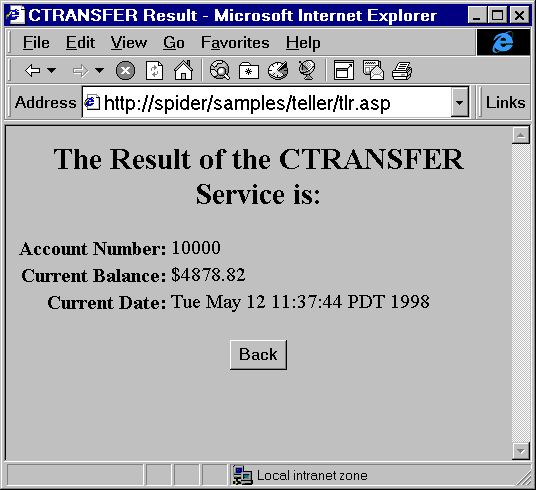 CTRANSFER Result - Microsoft Internet Explorer
File Edit View Go Favorites Help
Address http://spider/samples/teller/tlr.asp Links
The Result of the CTRANSFER
Service is:
Account Number: 10000
Current Balance: $4878.82
Current Date: Tue May 12 11:37:44 PDT 1998
Back
Local intranet zone